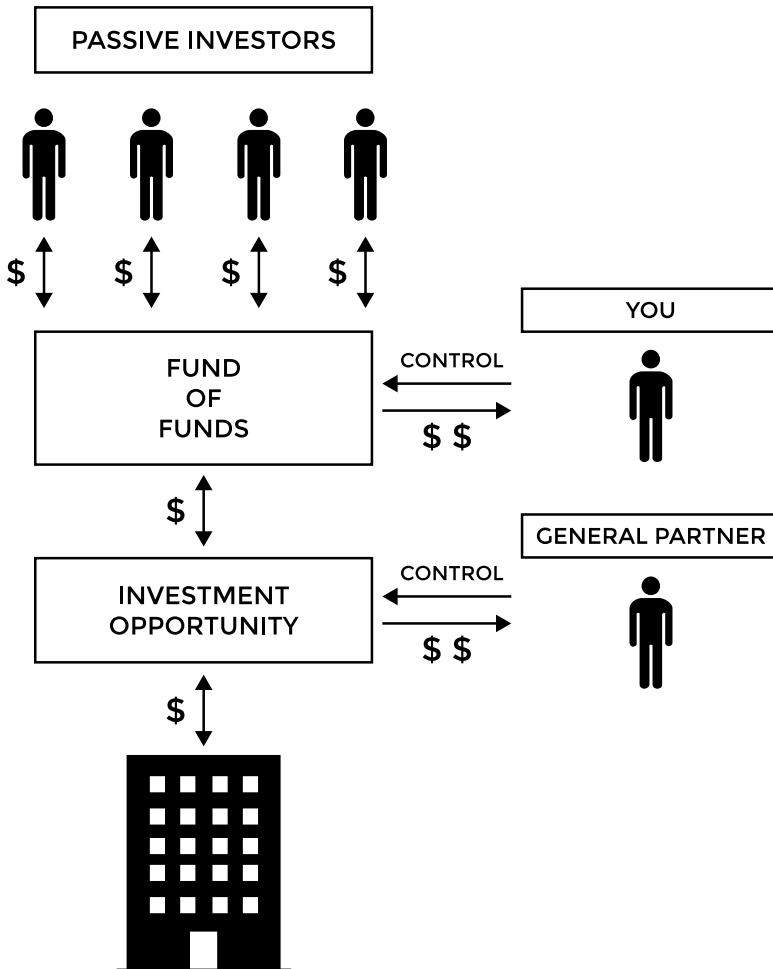 PASSIVE INVESTORS
$ $ $ $
YOU
FUND
OF
FUNDS
CONTROL
$ $
$
GENERAL PARTNER
INVESTMENT
OPPORTUNITY
CONTROL
$ $
$